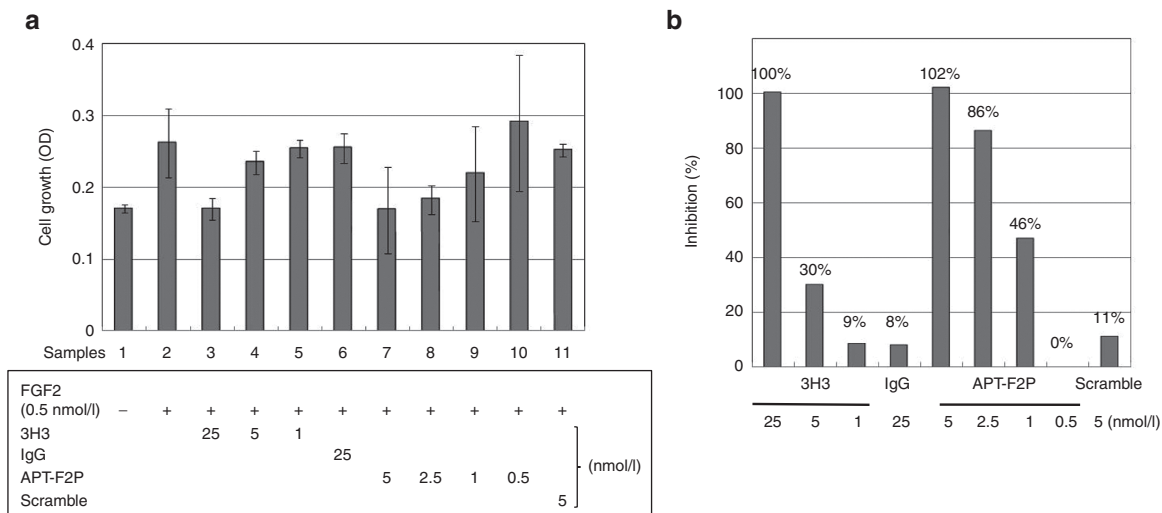 a
0.4
0.3
0.2
0.1
0
Cell growth (OD)
Samples 1 2 3 4 5 6 7 8 9 10 11
FGF2
(0.5 nmol/l) – + + + + + + + + + +
3H3 25 5 1
IgG 25
APT-F2P 5 2.5 1 0.5
Scramble 5
(nmol/l)
b
100
80
60
40
20
0
Inhibition (%)
100% 30% 9% 8% 102% 86% 46% 0% 11%
3H3 IgG APT-F2P Scramble
25 5 1 25 5 2.5 1 0.5 5 (nmol/l)